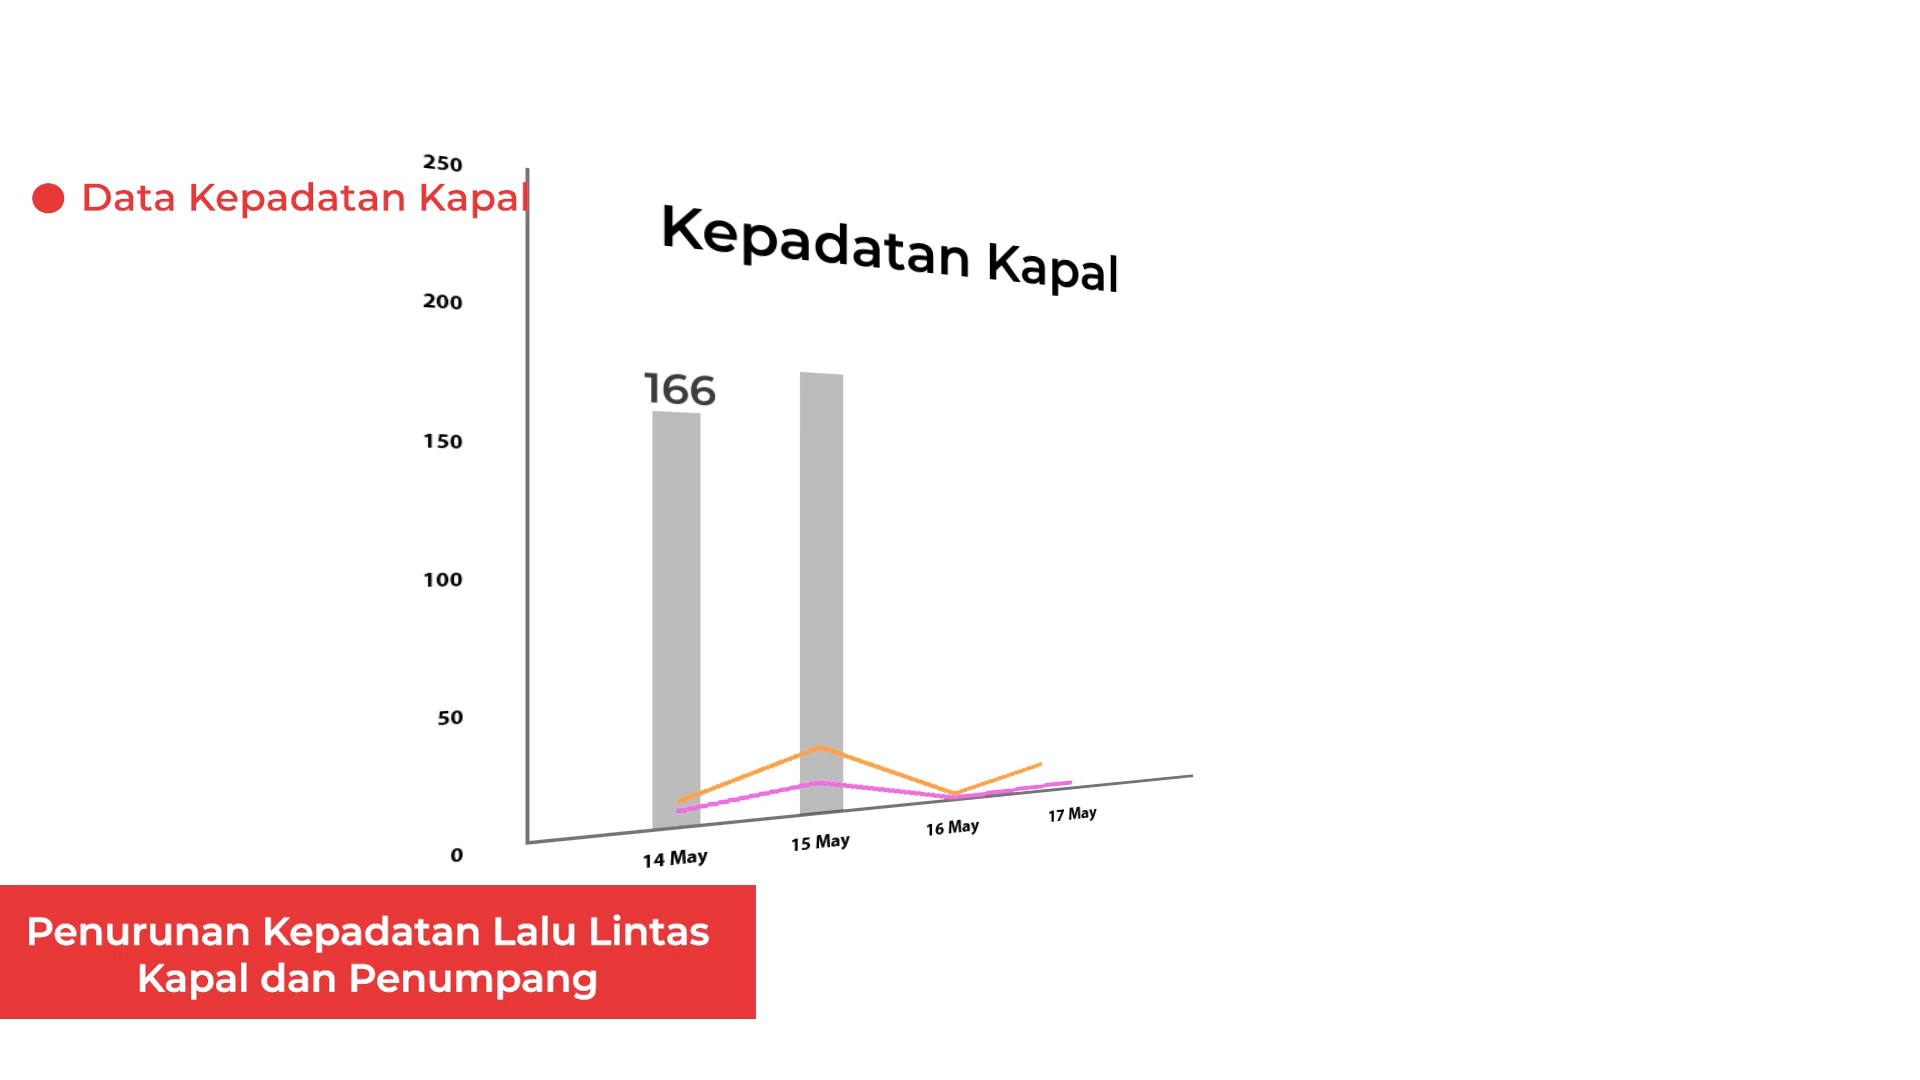 250
Data Kepadatan Kapal
Kepadatan Kapal
200
166
150
100
50
0
14 May
15 May
16 May
17 May
Penurunan Kepadatan Lalu Lintas
Kapal dan Penumpang